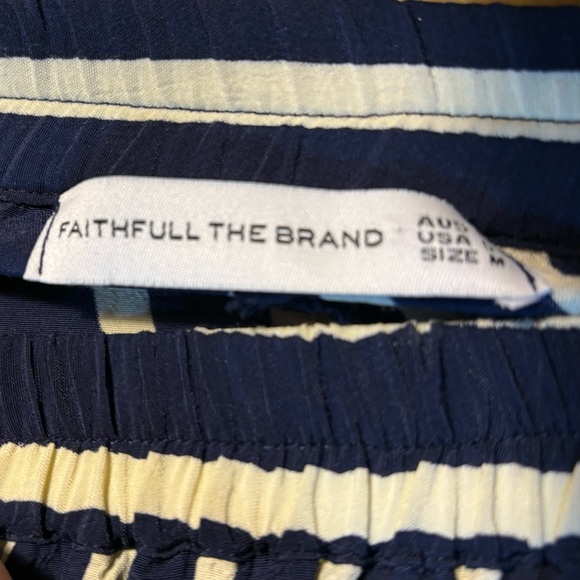 FAITHFULL THE BRAND
AUS
USA
SIZE M